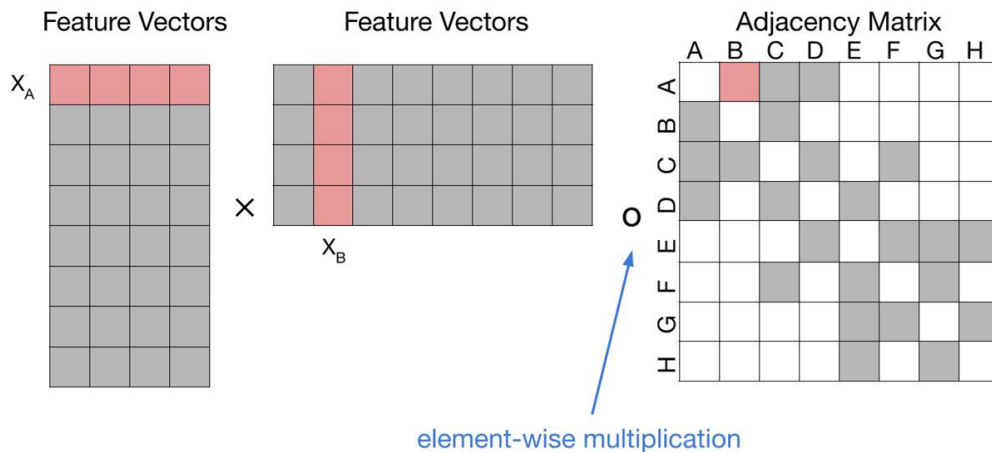 Feature Vectors
Feature Vectors
Adjacency Matrix
A B C D E F G H
X_A
×
X_B
o
A
B
C
D
E
F
G
H
element-wise multiplication